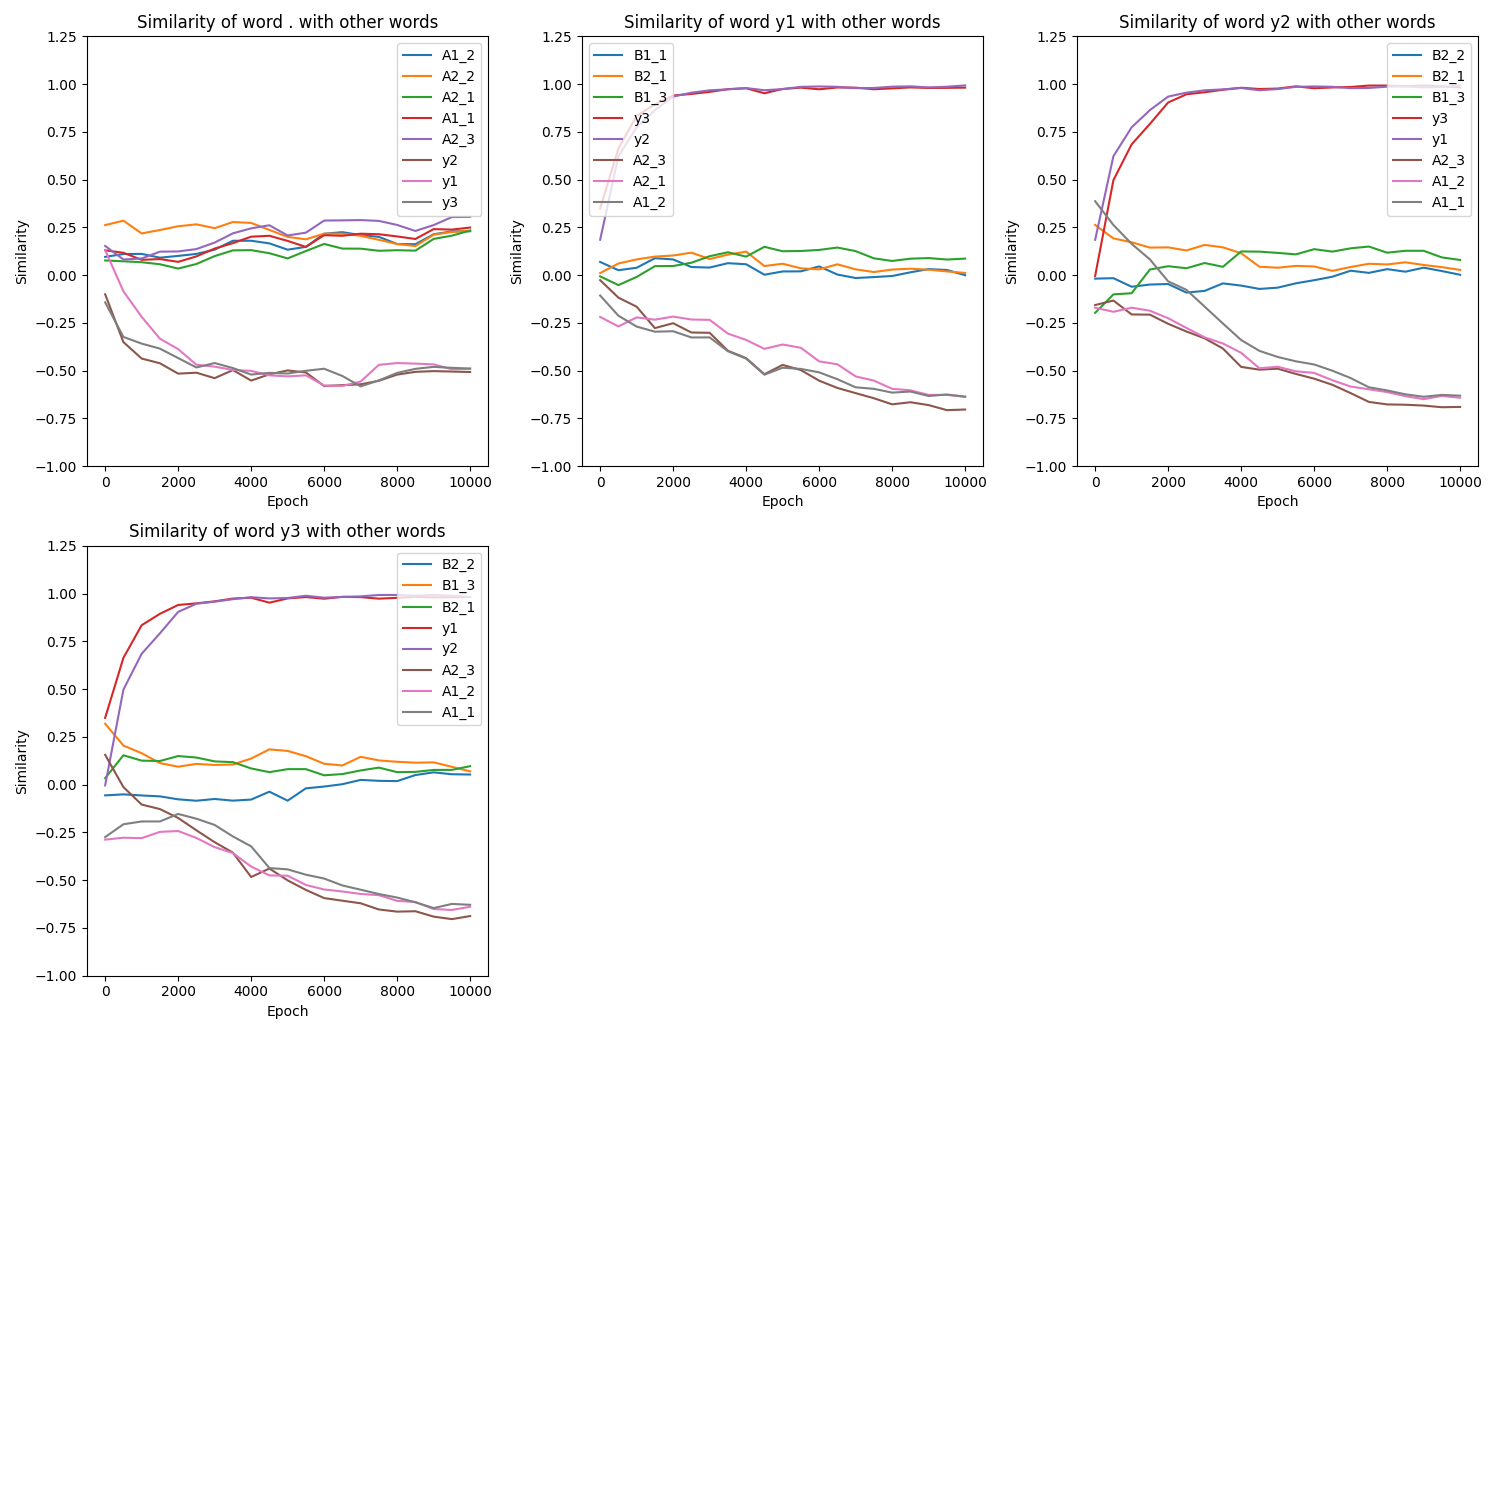 Similarity of word . with other words
1.25
1.00
0.75
0.50
0.25
0.00
−0.25
−0.50
−0.75
−1.00
Similarity
0 2000 4000 6000 8000 10000
Epoch
A1_2
A2_2
A2_1
A1_1
A2_3
y2
y1
y3
Similarity of word y1 with other words
1.25
1.00
0.75
0.50
0.25
0.00
−0.25
−0.50
−0.75
−1.00
Similarity
0 2000 4000 6000 8000 10000
Epoch
B1_1
B2_1
B1_3
y3
y2
A2_3
A2_1
A1_2
Similarity of word y2 with other words
1.25
1.00
0.75
0.50
0.25
0.00
−0.25
−0.50
−0.75
−1.00
Similarity
0 2000 4000 6000 8000 10000
Epoch
B2_2
B2_1
B1_3
y3
y1
A2_3
A1_2
A1_1
Similarity of word y3 with other words
1.25
1.00
0.75
0.50
0.25
0.00
−0.25
−0.50
−0.75
−1.00
Similarity
0 2000 4000 6000 8000 10000
Epoch
B2_2
B1_3
B2_1
y1
y2
A2_3
A1_2
A1_1